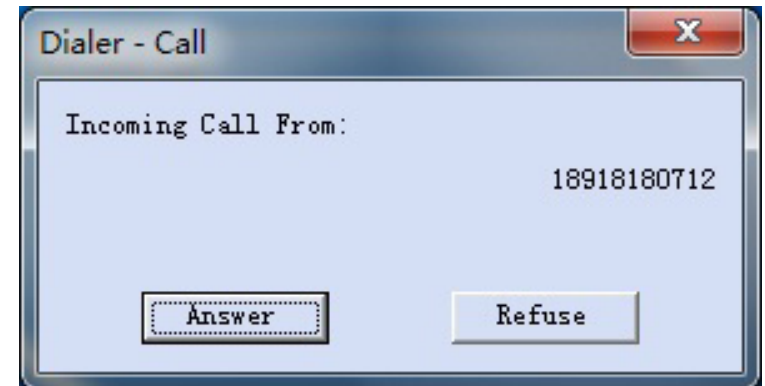 Dialer - Call
Incoming Call From:
18918180712
Answer
Refuse